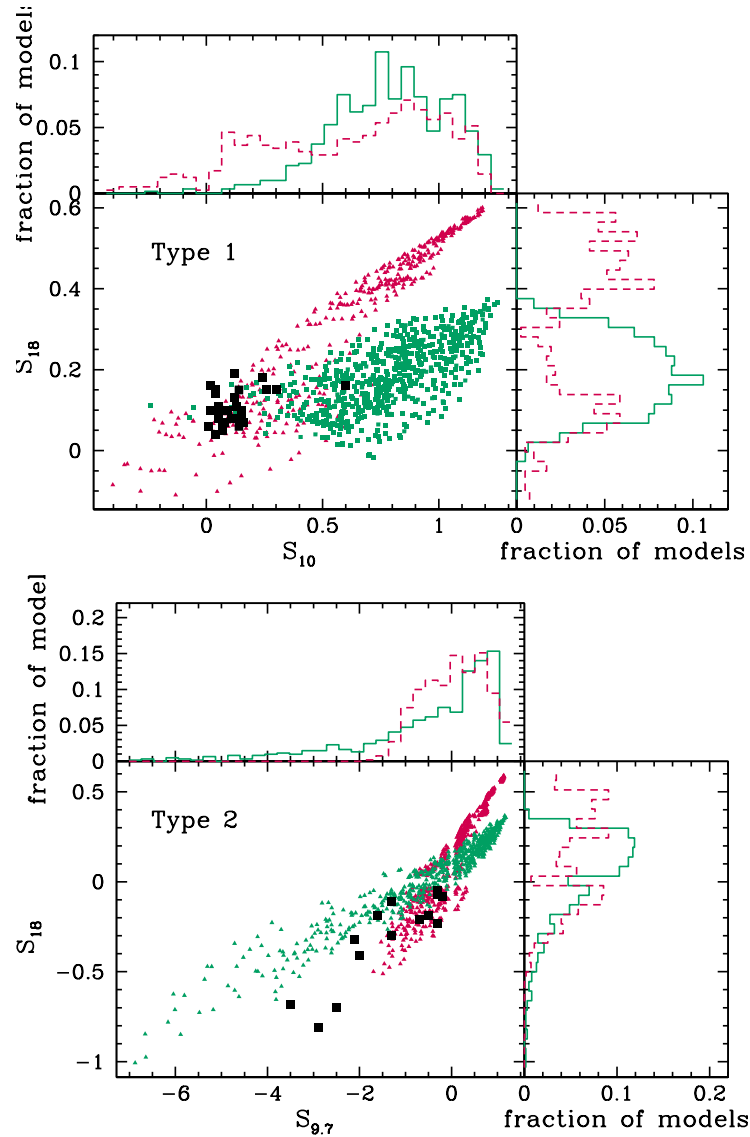 fraction of models
0.1
0.05
0
0.6
0.4
0.2
0
S18
Type 1
0 0.5 1
S10
0 0.05 0.1
fraction of models
fraction of model
0.2
0.15
0.1
0.05
0
0.5
0
-0.5
-1
S18
Type 2
-6 -4 -2 0
S9.7
0 0.1 0.2
fraction of models